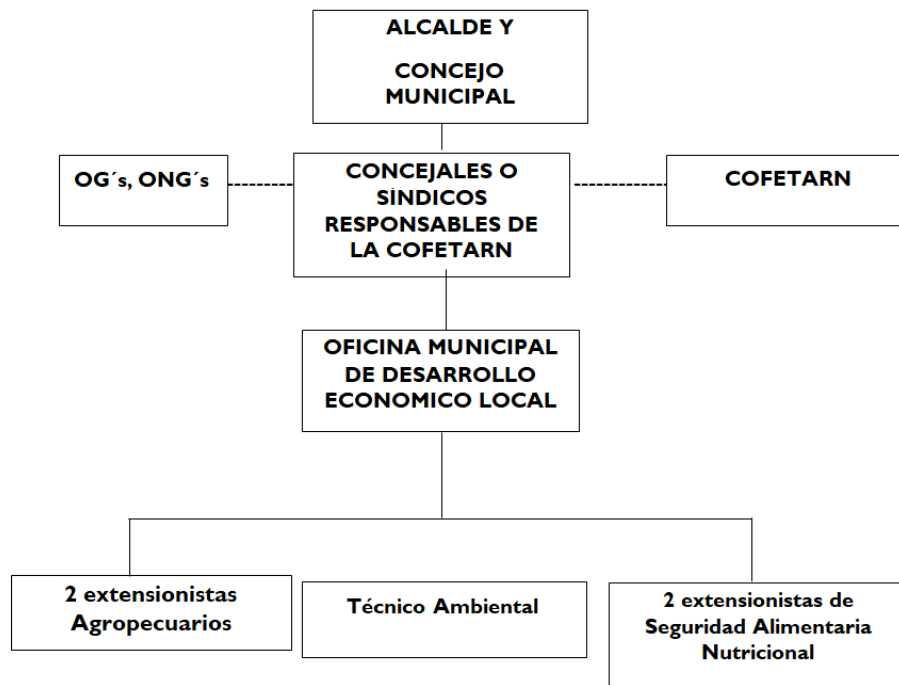 ALCALDE Y
CONCEJO
MUNICIPAL
OG´s, ONG´s
CONCEJALES O
SÍNDICOS
RESPONSABLES DE
LA COFETARN
COFETARN
OFICINA MUNICIPAL
DE DESARROLLO
ECONOMICO LOCAL
2 extensionistas
Agropecuarios
Técnico Ambiental
2 extensionistas de
Seguridad Alimentaria
Nutricional